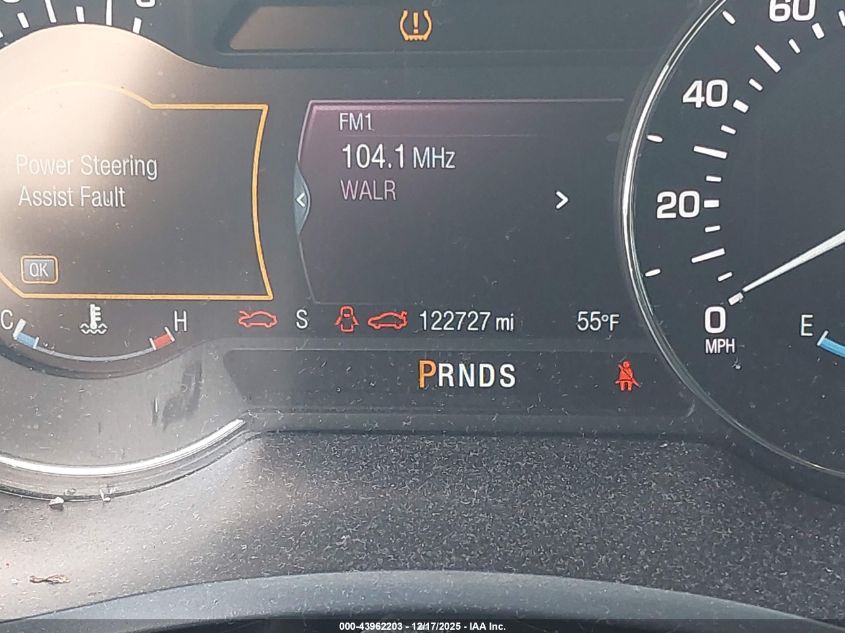 60
40
20
0
MPH
FM1
104.1 MHz
WALR
Power Steering
Assist Fault
OK
C
H
S
122727 mi
55°F
E
PRNDS
000-43962203 - 12/17/2025 - IAA Inc.